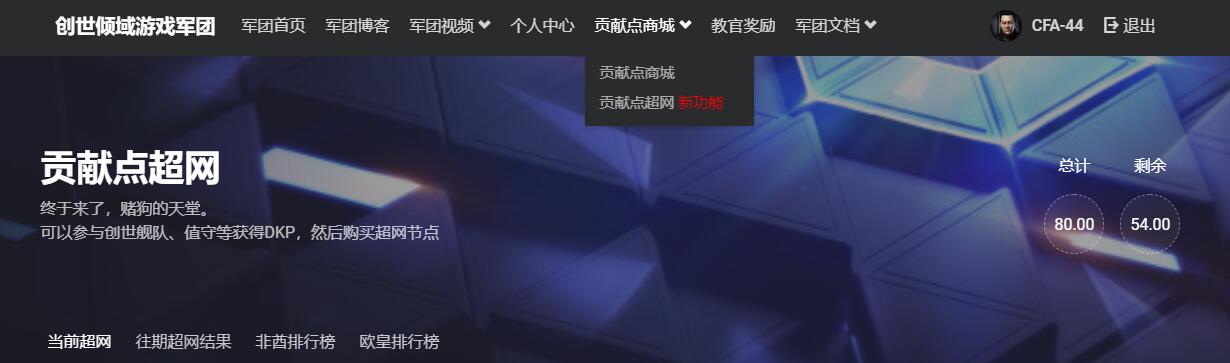 创世倾域游戏军团 军团首页 军团博客 军团视频 个人中心 贡献点商城 教官奖励 军团文档 CFA-44 退出
贡献点商城
贡献点超网 新功能
贡献点超网
终于来了，赌狗的天堂。
可以参与创世舰队、值守等获得DKP，然后购买超网节点
总计 剩余
80.00 54.00
当前超网 往期超网结果 非酋排行榜 欧皇排行榜